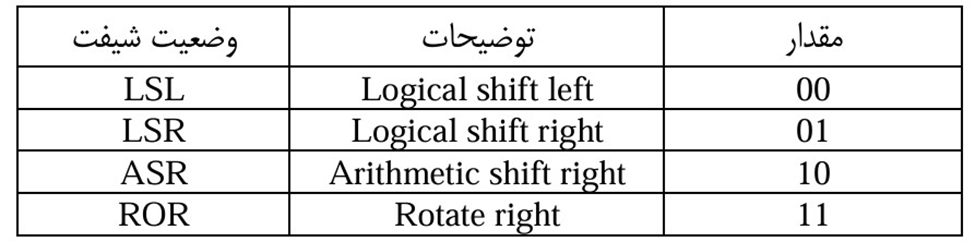 وضعیت شیفت توضیحات مقدار
LSL Logical shift left 00
LSR Logical shift right 01
ASR Arithmetic shift right 10
ROR Rotate right 11